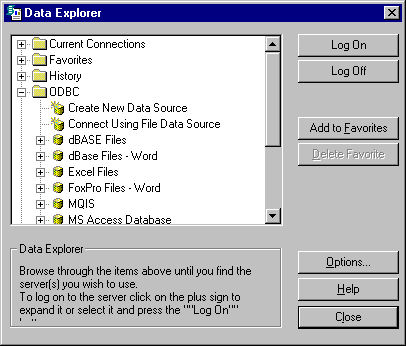 Data Explorer
Current Connections
Favorites
History
ODBC
Create New Data Source
Connect Using File Data Source
dBASE Files
dBase Files - Word
Excel Files
FoxPro Files - Word
MQIS
MS Access Database
Log On
Log Off
Add to Favorites
Delete Favorite
Data Explorer
Browse through the items above until you find the
server(s) you wish to use.
To log on to the server click on the plus sign to
expand it or select it and press the '"'Log On'"'
Options...
Help
Close